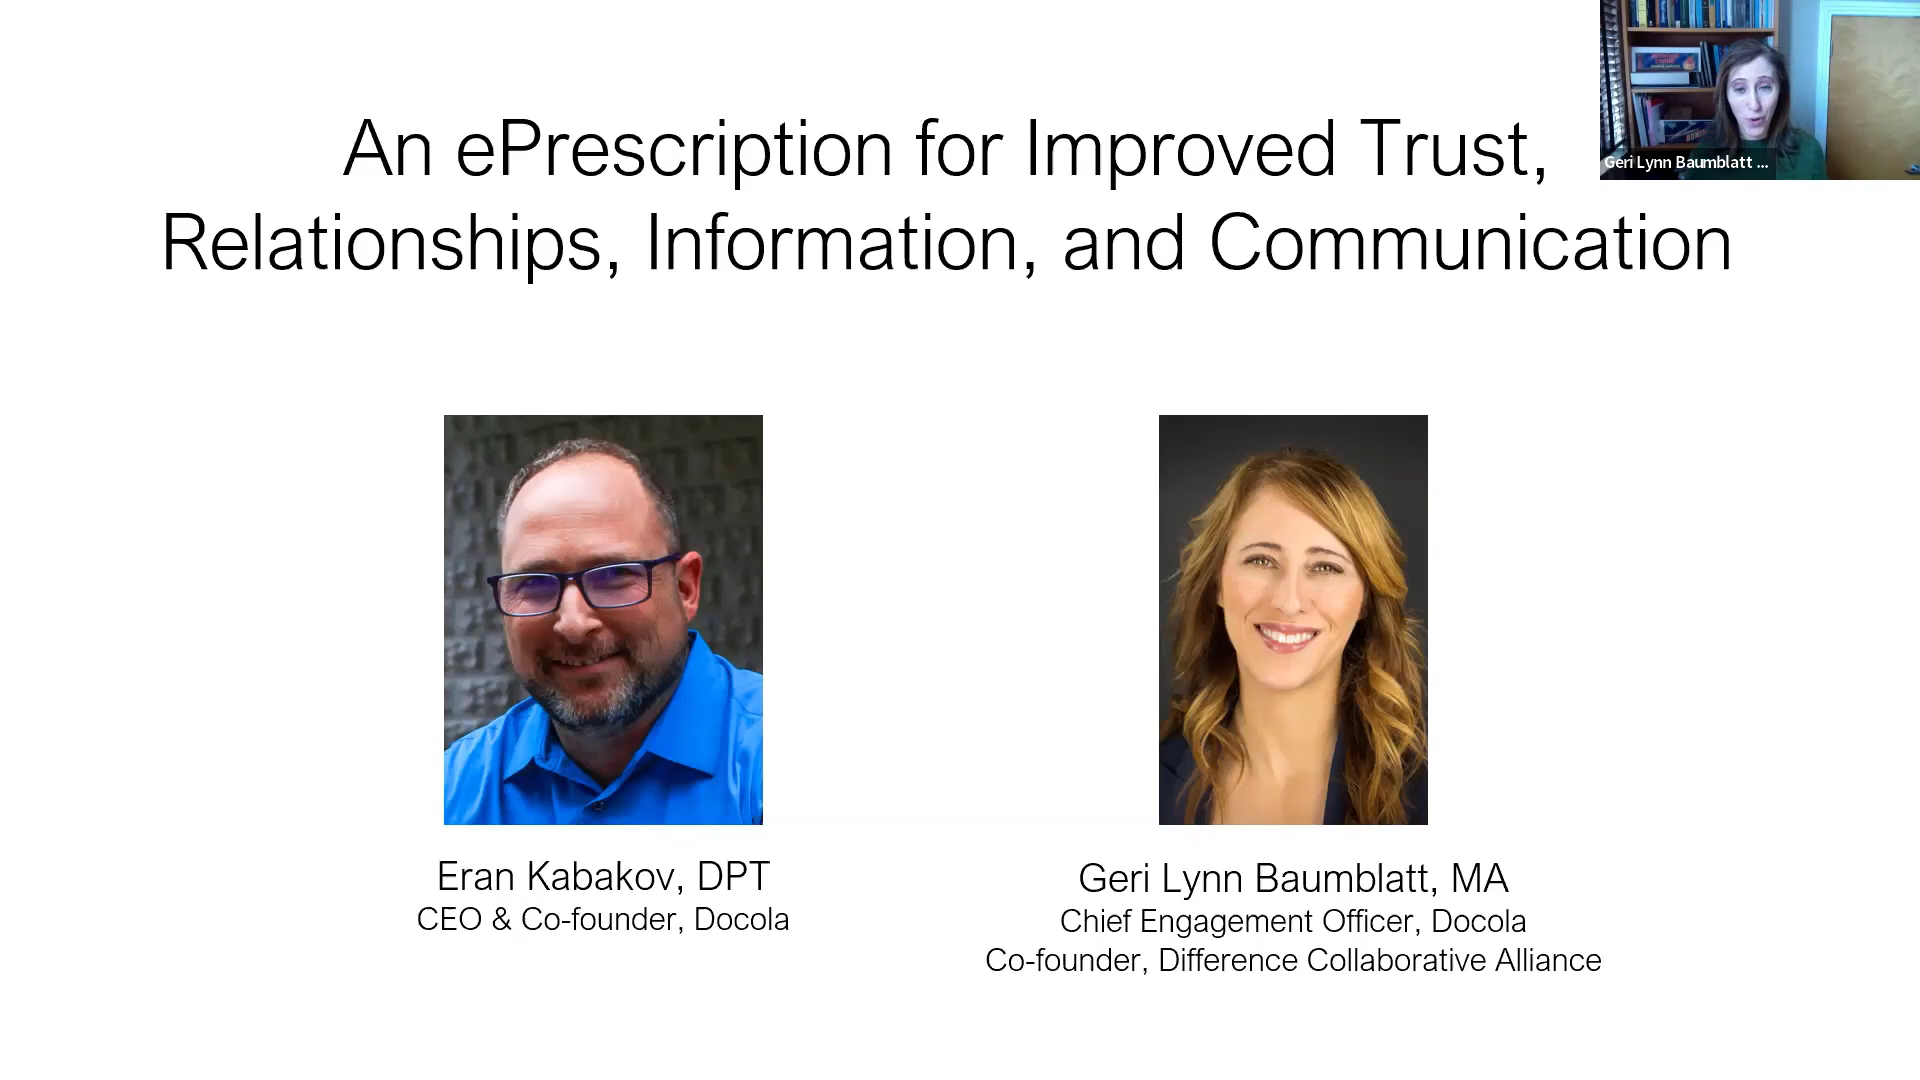 An ePrescription for Improved Trust,
Relationships, Information, and Communication
Geri Lynn Baumblatt ...
Eran Kabakov, DPT
CEO & Co-founder, Docola
Geri Lynn Baumblatt, MA
Chief Engagement Officer, Docola
Co-founder, Difference Collaborative Alliance